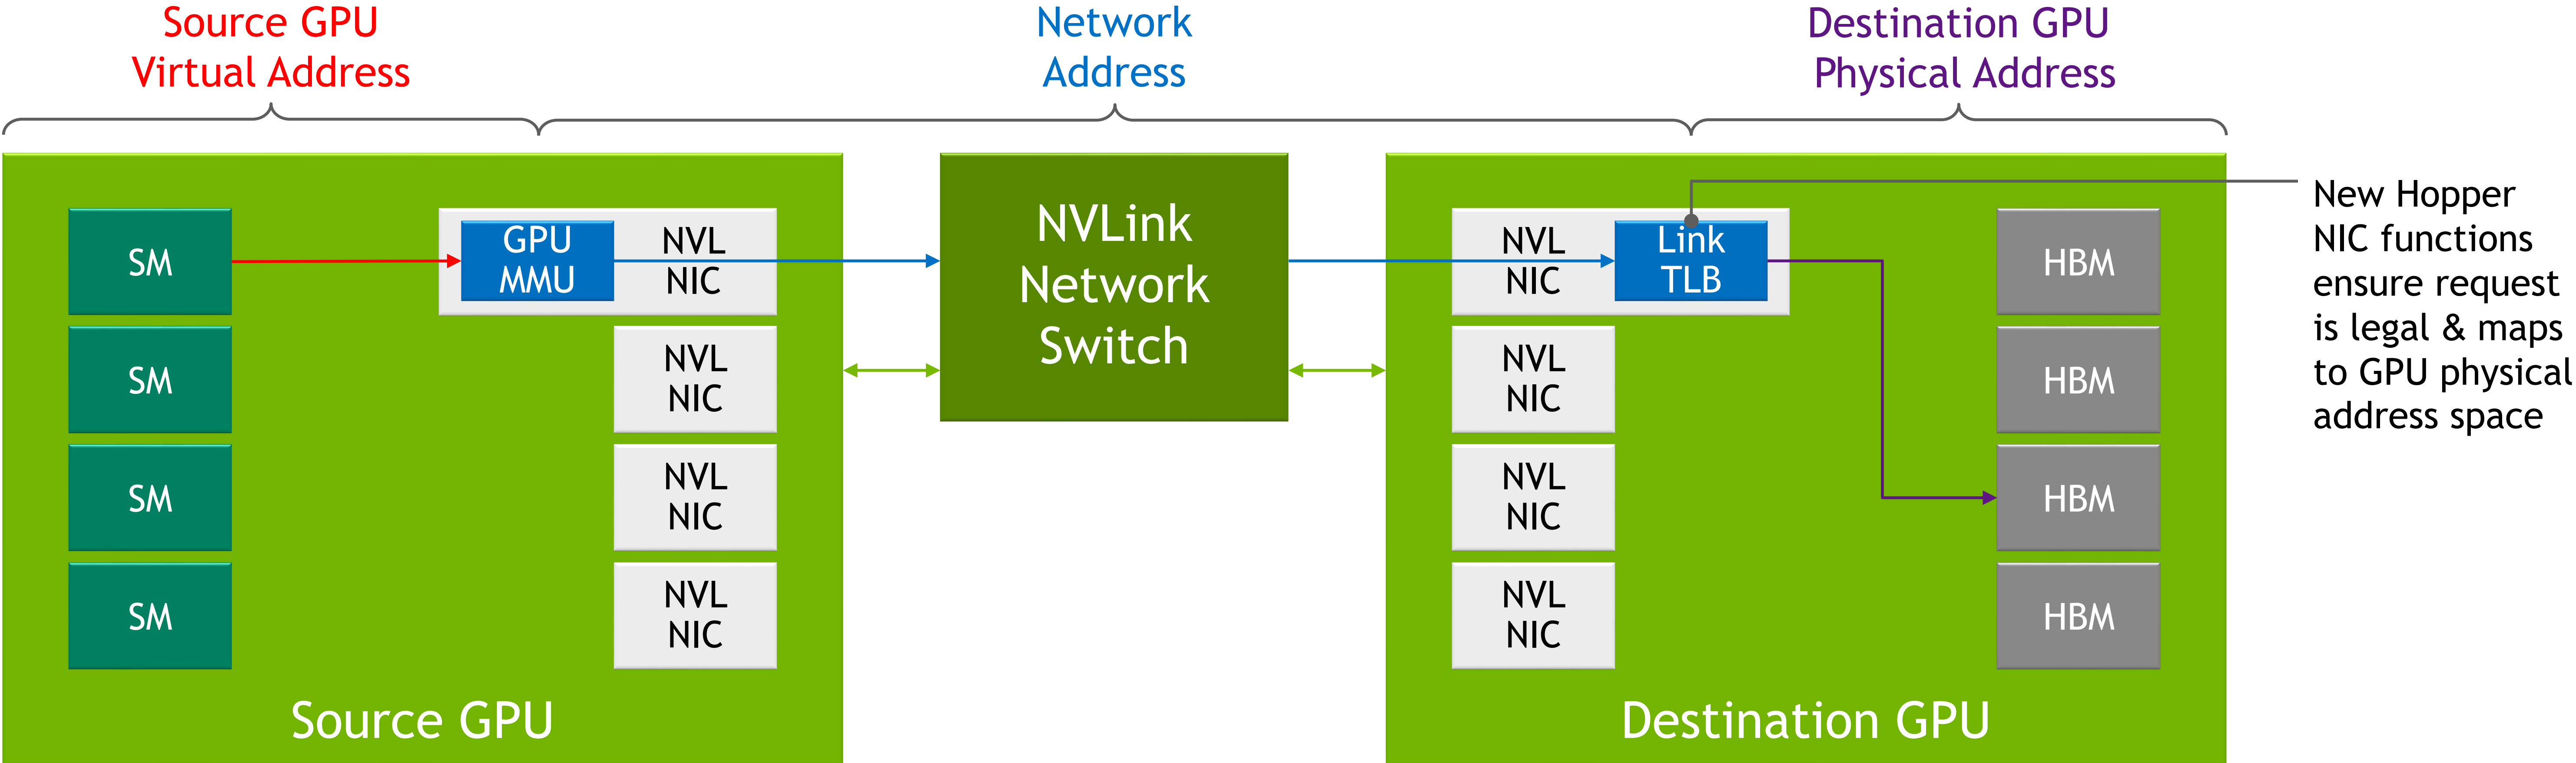 Source GPU
Virtual Address
Network
Address
Destination GPU
Physical Address
SM
SM
SM
SM
GPU
MMU
NVL
NIC
NVL
NIC
NVL
NIC
NVL
NIC
Source GPU
NVLink
Network
Switch
NVL
NIC
Link
TLB
NVL
NIC
NVL
NIC
NVL
NIC
HBM
HBM
HBM
HBM
Destination GPU
New Hopper
NIC functions
ensure request
is legal & maps
to GPU physical
address space